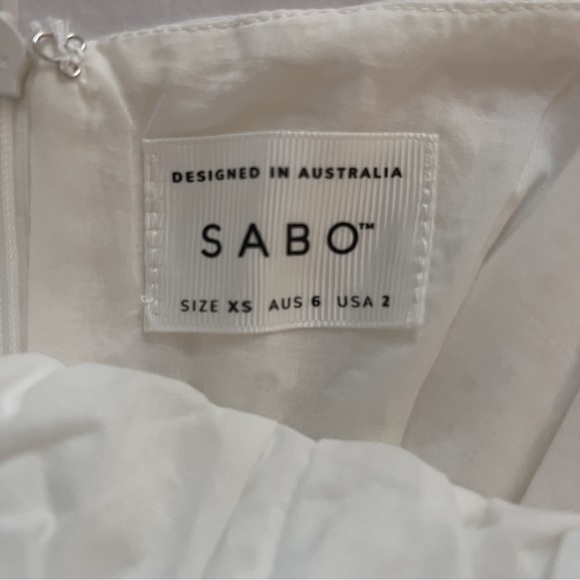 DESIGNED IN AUSTRALIA
SABO™
SIZE XS AUS 6 USA 2